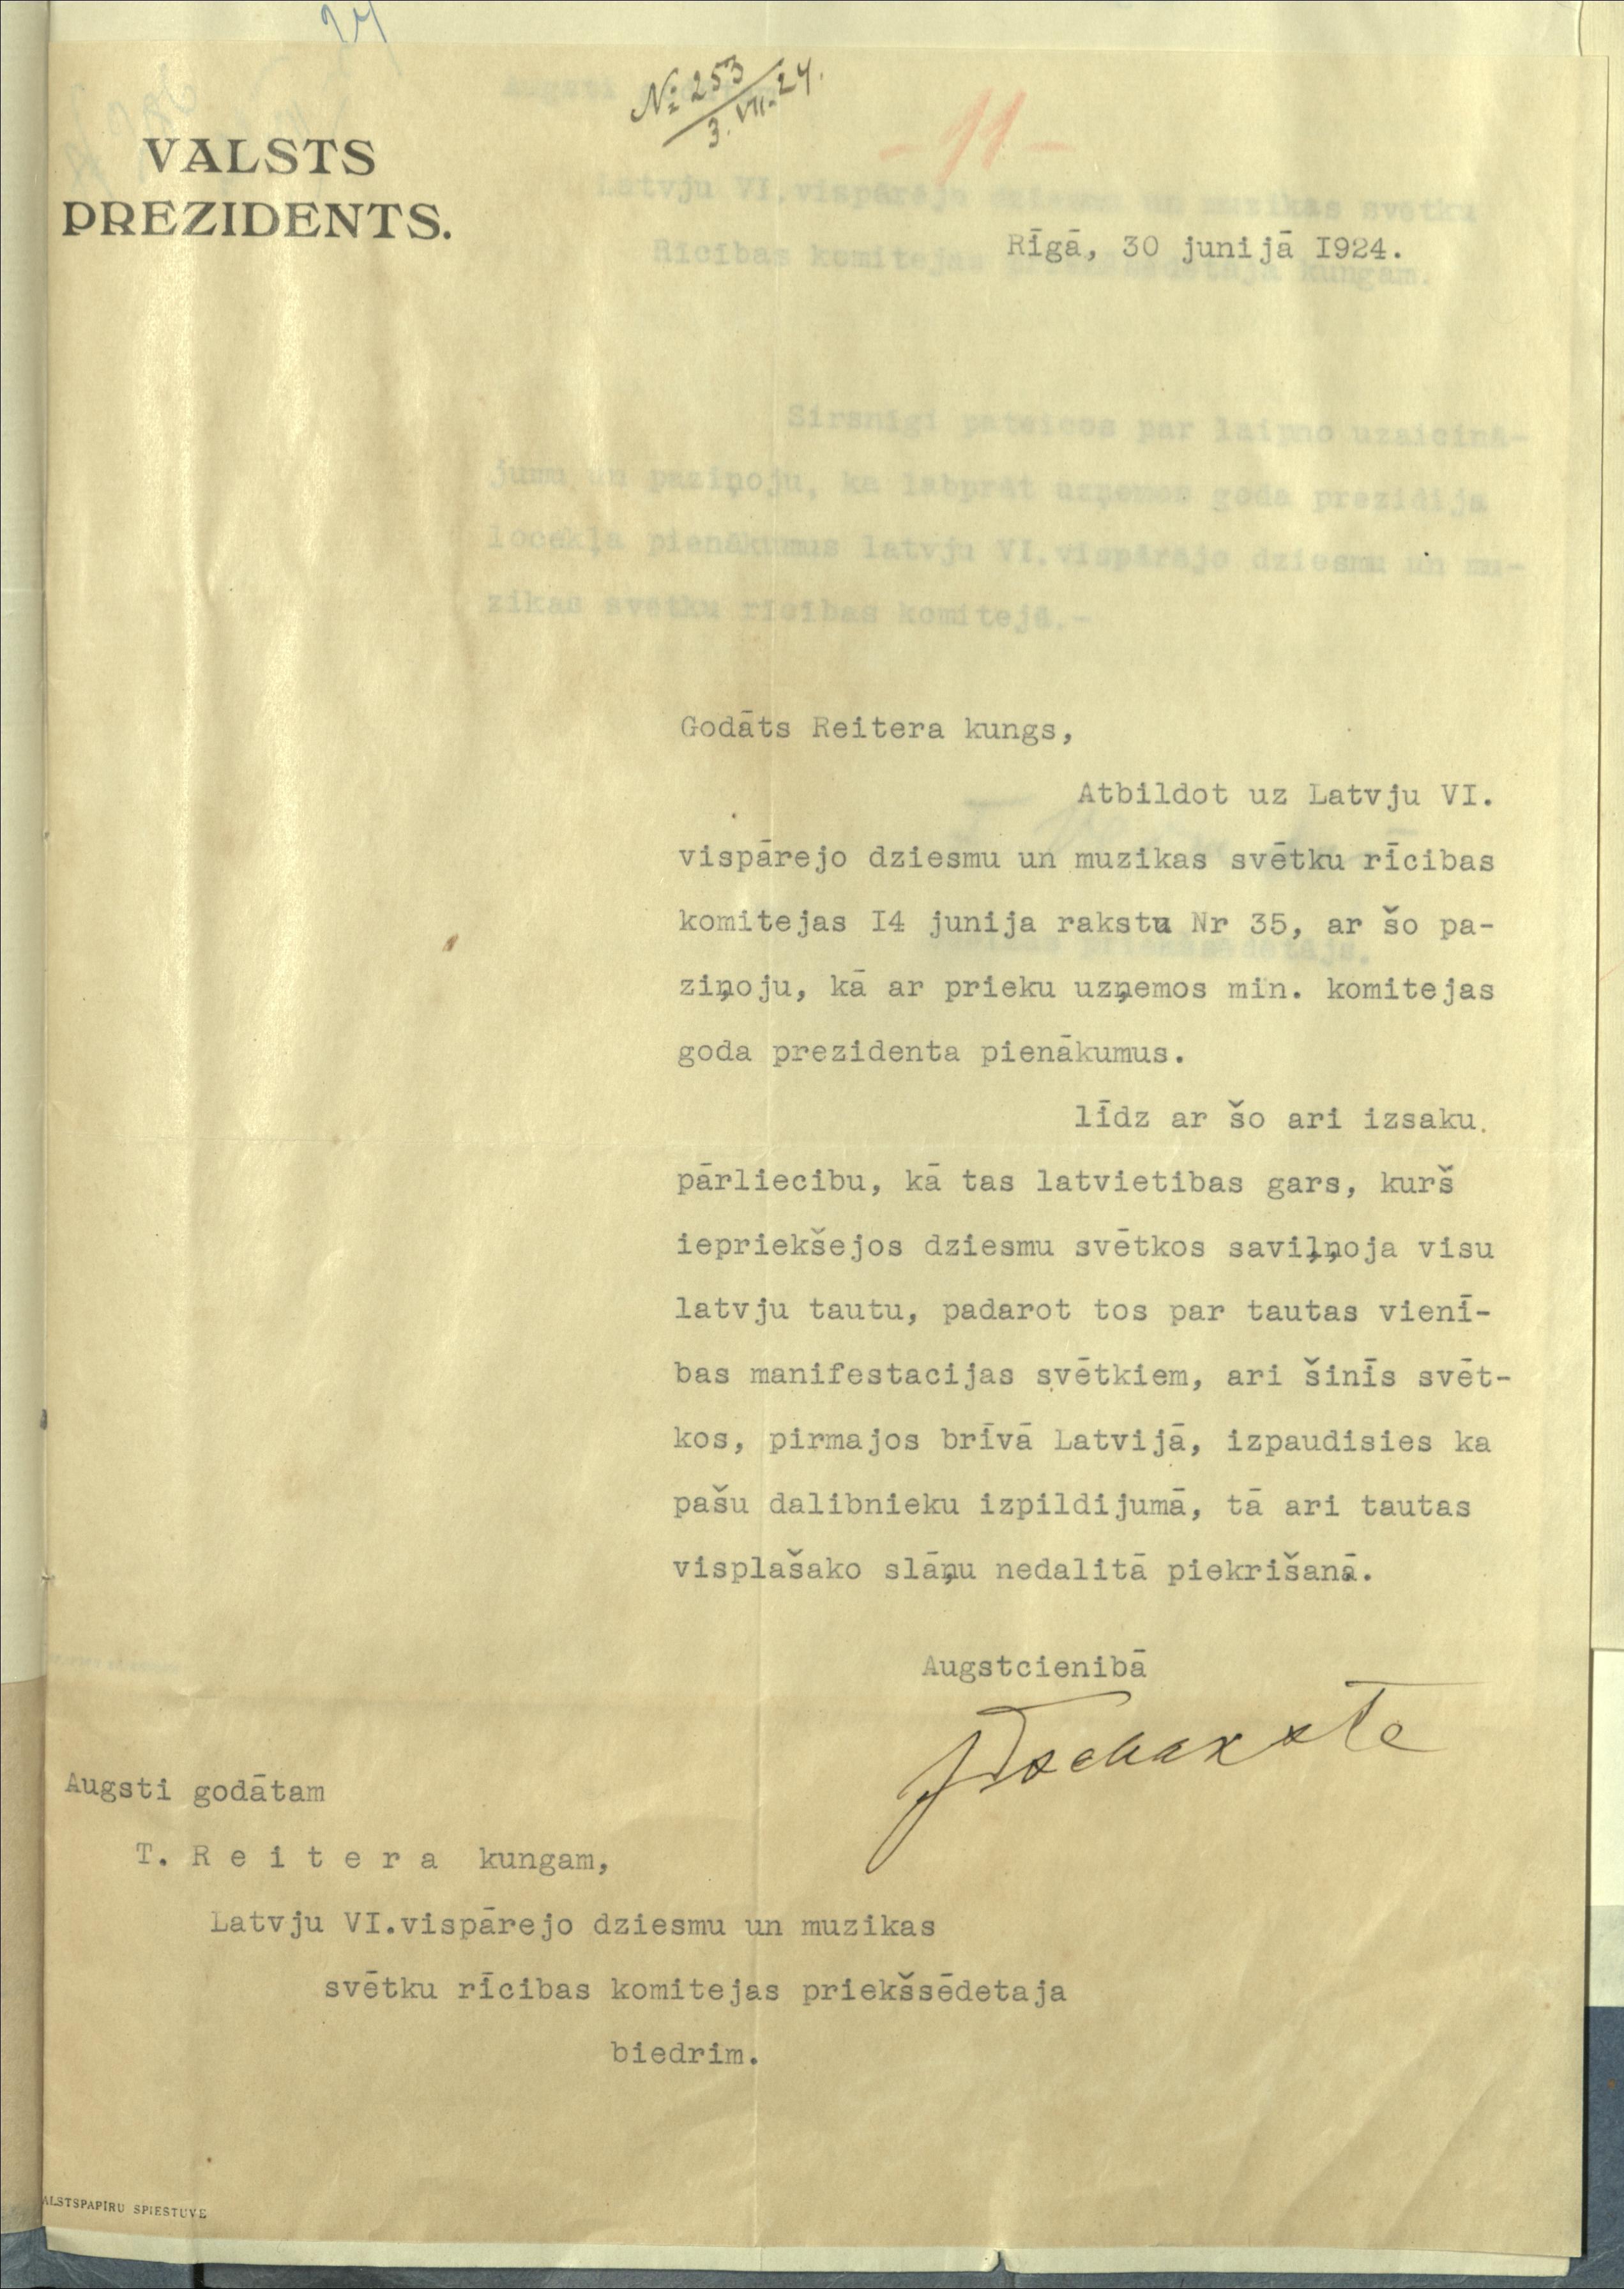 № 253
3. VII. 24.
- 11 -
VALSTS
PREZIDENTS.
Rīgā, 30 junijā I924.
Godāts Reitera kungs,
Atbildot uz Latvju VI.
vispārejo dziesmu un muzikas svētku rīcibas
komitejas I4 junija rakstu Nr 35, ar šo pa-
ziņoju, kā ar prieku uzņemos min. komitejas
goda prezidenta pienākumus.
līdz ar šo ari izsaku
pārliecibu, kā tas latvietibas gars, kurš
iepriekšejos dziesmu svētkos saviļņoja visu
latvju tautu, padarot tos par tautas vienī-
bas manifestacijas svētkiem, ari šinīs svēt-
kos, pirmajos brīvā Latvijā, izpaudisies ka
pašu dalibnieku izpildijumā, tā ari tautas
visplašako slāņu nedalitā piekrišanā.
Augstcienibā
JTschakste
Augsti godātam
T. R e i t e r a kungam,
Latvju VI.vispārejo dziesmu un muzikas
svētku rīcibas komitejas priekšsēdetaja
biedrim.
ALSTSPAPĪRU SPIESTUVE